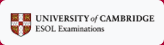 UNIVERSITY of CAMBRIDGE
ESOL Examinations